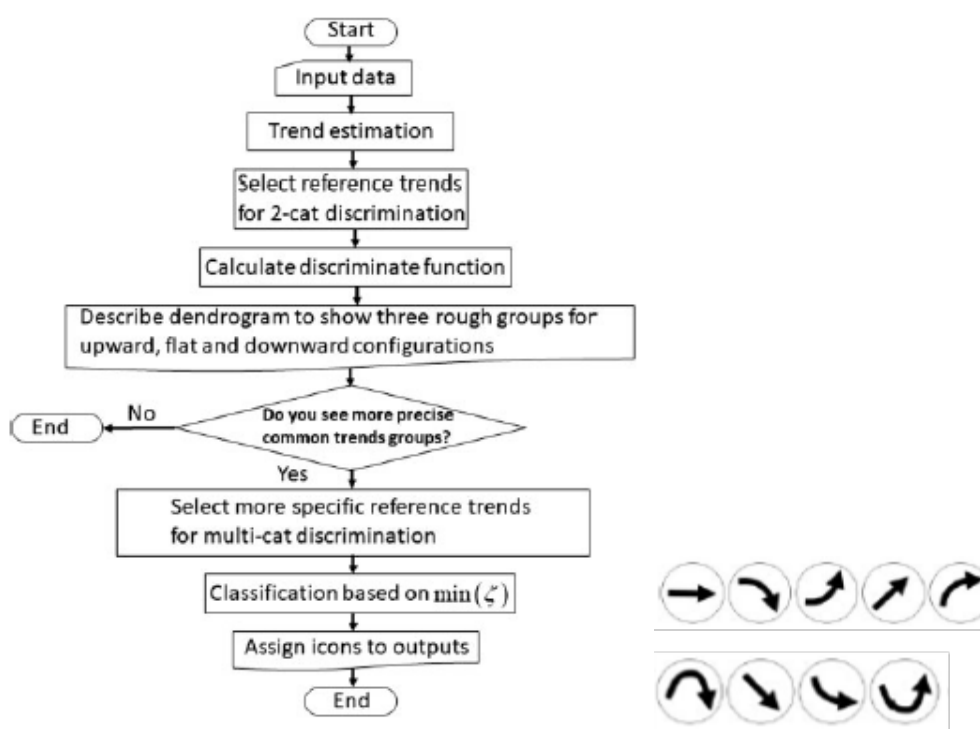 Start
Input data
Trend estimation
Select reference trends
for 2-cat discrimination
Calculate discriminate function
Describe dendrogram to show three rough groups for
upward, flat and downward configurations
Do you see more precise
common trends groups?
No
End
Yes
Select more specific reference trends
for multi-cat discrimination
Classification based on min(ζ)
Assign icons to outputs
End